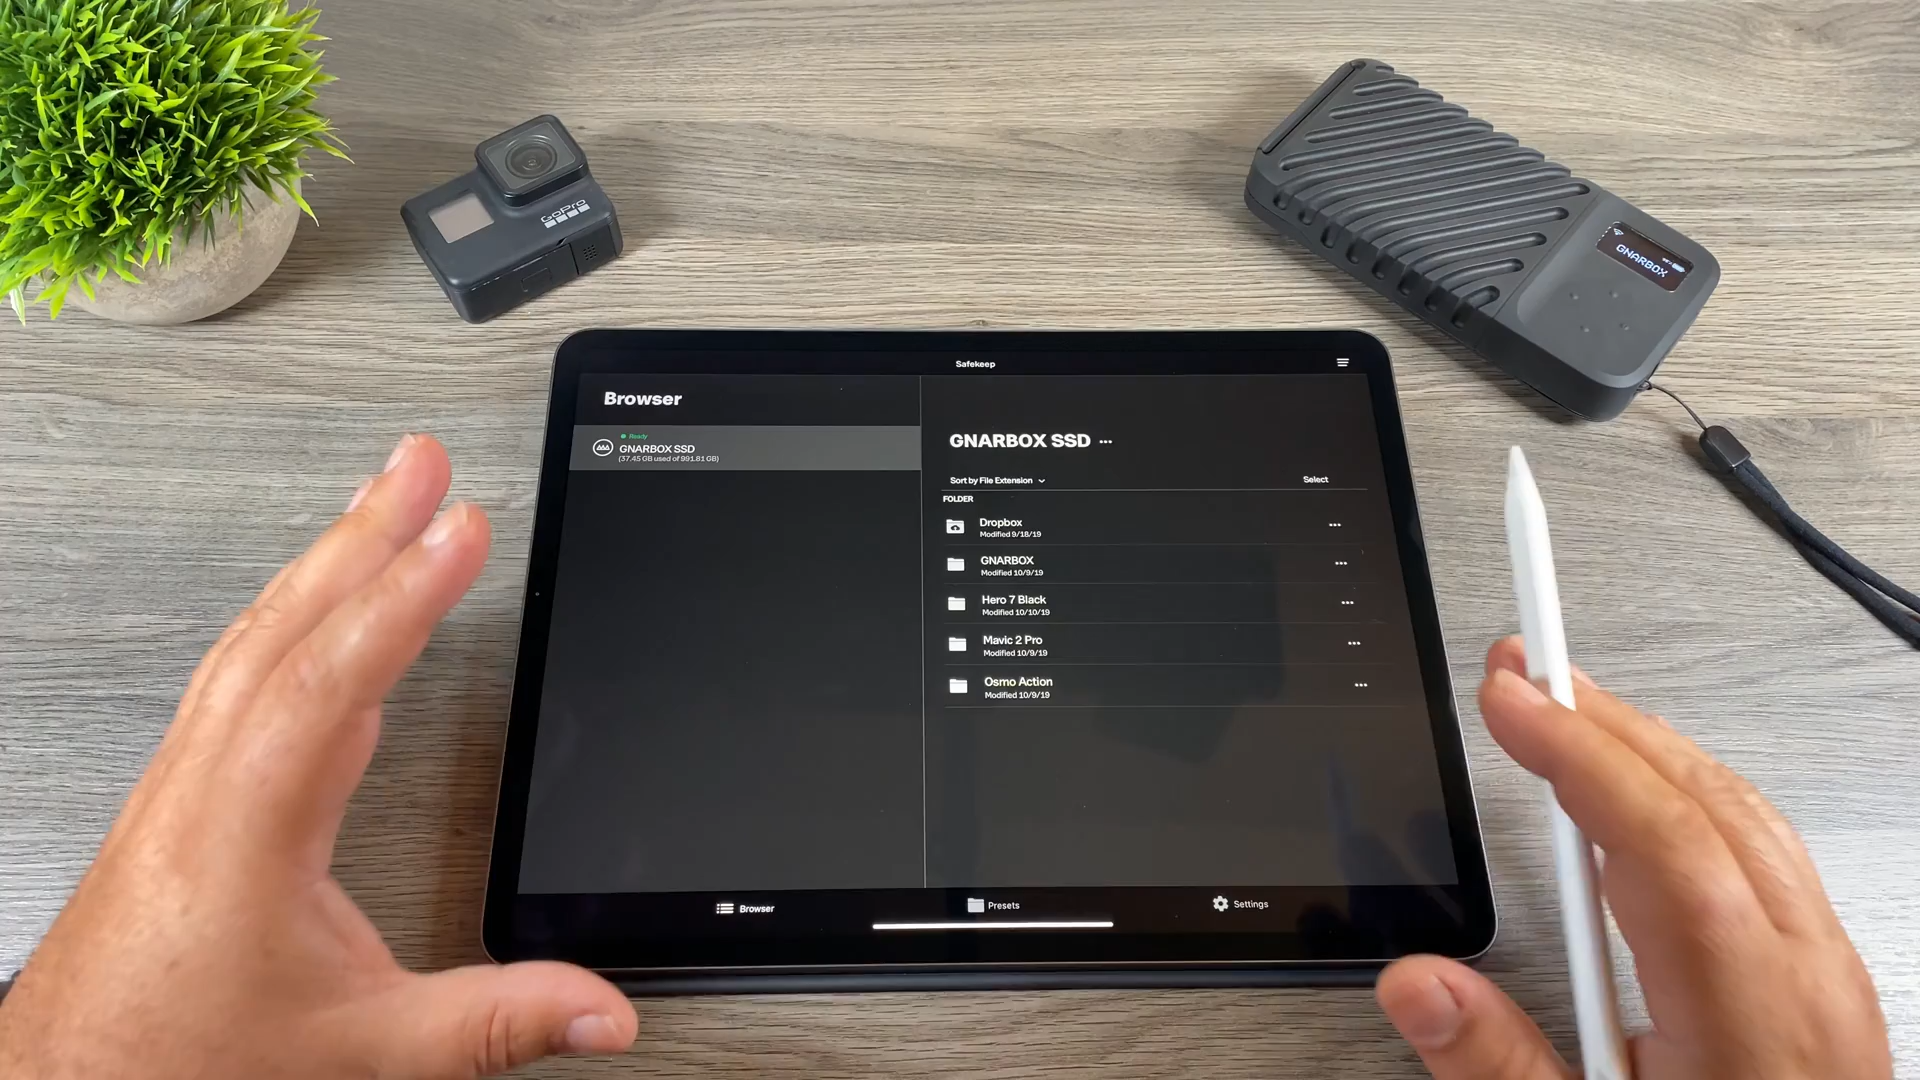 GoPro
GNARBOX
Safekeep
Browser
Ready
GNARBOX SSD
(37.45 GB used of 991.81 GB)
GNARBOX SSD
Sort by File Extension
Select
FOLDER
Dropbox
Modified 9/18/19
GNARBOX
Modified 10/9/19
Hero 7 Black
Modified 10/10/19
Mavic 2 Pro
Modified 10/9/19
Osmo Action
Modified 10/9/19
Browser
Presets
Settings